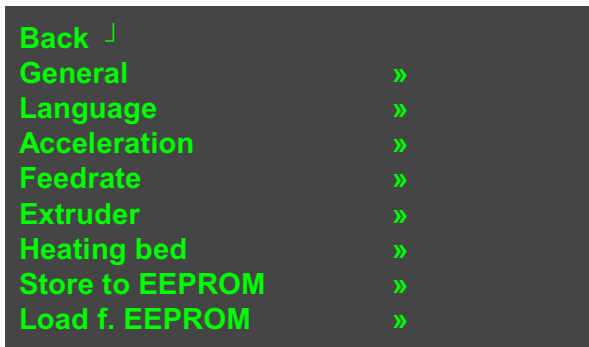 Back ┘
General »
Language »
Acceleration »
Feedrate »
Extruder »
Heating bed »
Store to EEPROM »
Load f. EEPROM »